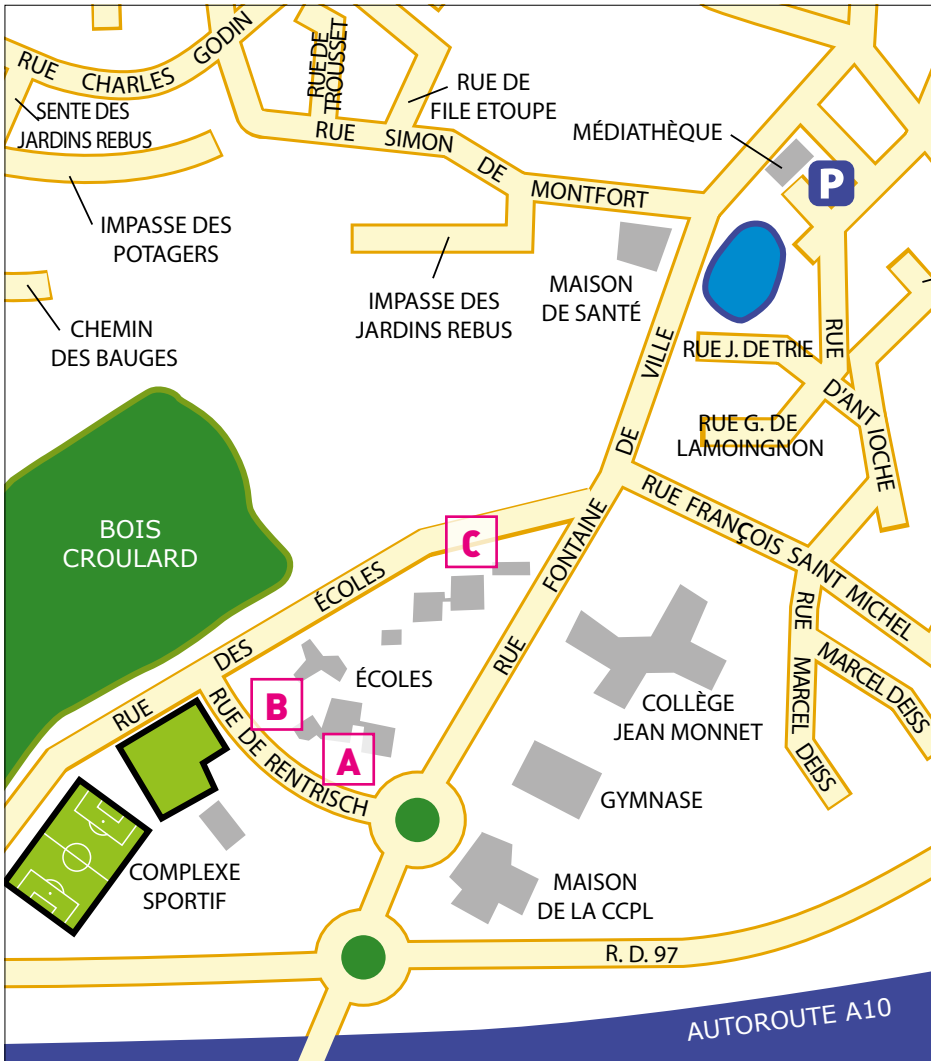 RUE CHARLES GODIN
RUE DE
TROUSSET
RUE DE
FILE ETOUPE
SENTE DES
JARDINS REBUS
RUE SIMON DE MONTFORT
MÉDIATHÈQUE
P
IMPASSE DES
POTAGERS
IMPASSE DES
JARDINS REBUS
MAISON
DE SANTÉ
CHEMIN
DES BAUGES
RUE J. DE TRIE
RUE D'ANT IOCHE
RUE G. DE
LAMOINGNON
RUE FONTAINE DE VILLE
RUE FRANÇOIS SAINT MICHEL
BOIS
CROULARD
C
RUE DES ÉCOLES
ÉCOLES
B
A
RUE DE RENTRISCH
COLLÈGE
JEAN MONNET
RUE MARCEL DEISS
MARCEL DEISS
GYMNASE
COMPLEXE
SPORTIF
MAISON
DE LA CCPL
R. D. 97
AUTOROUTE A10